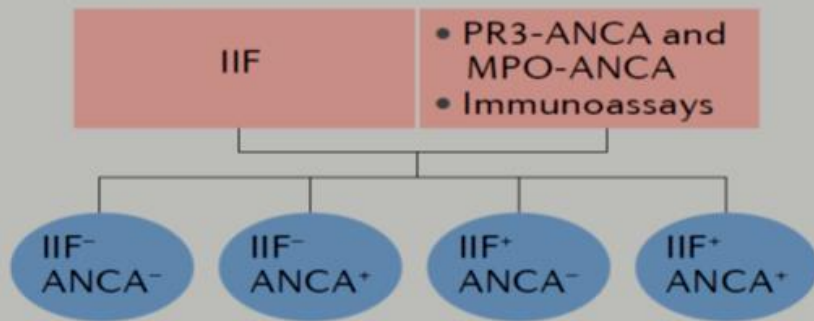 IIF
• PR3-ANCA and
MPO-ANCA
• Immunoassays
IIF⁻
ANCA⁻
IIF⁻
ANCA⁺
IIF⁺
ANCA⁻
IIF⁺
ANCA⁺